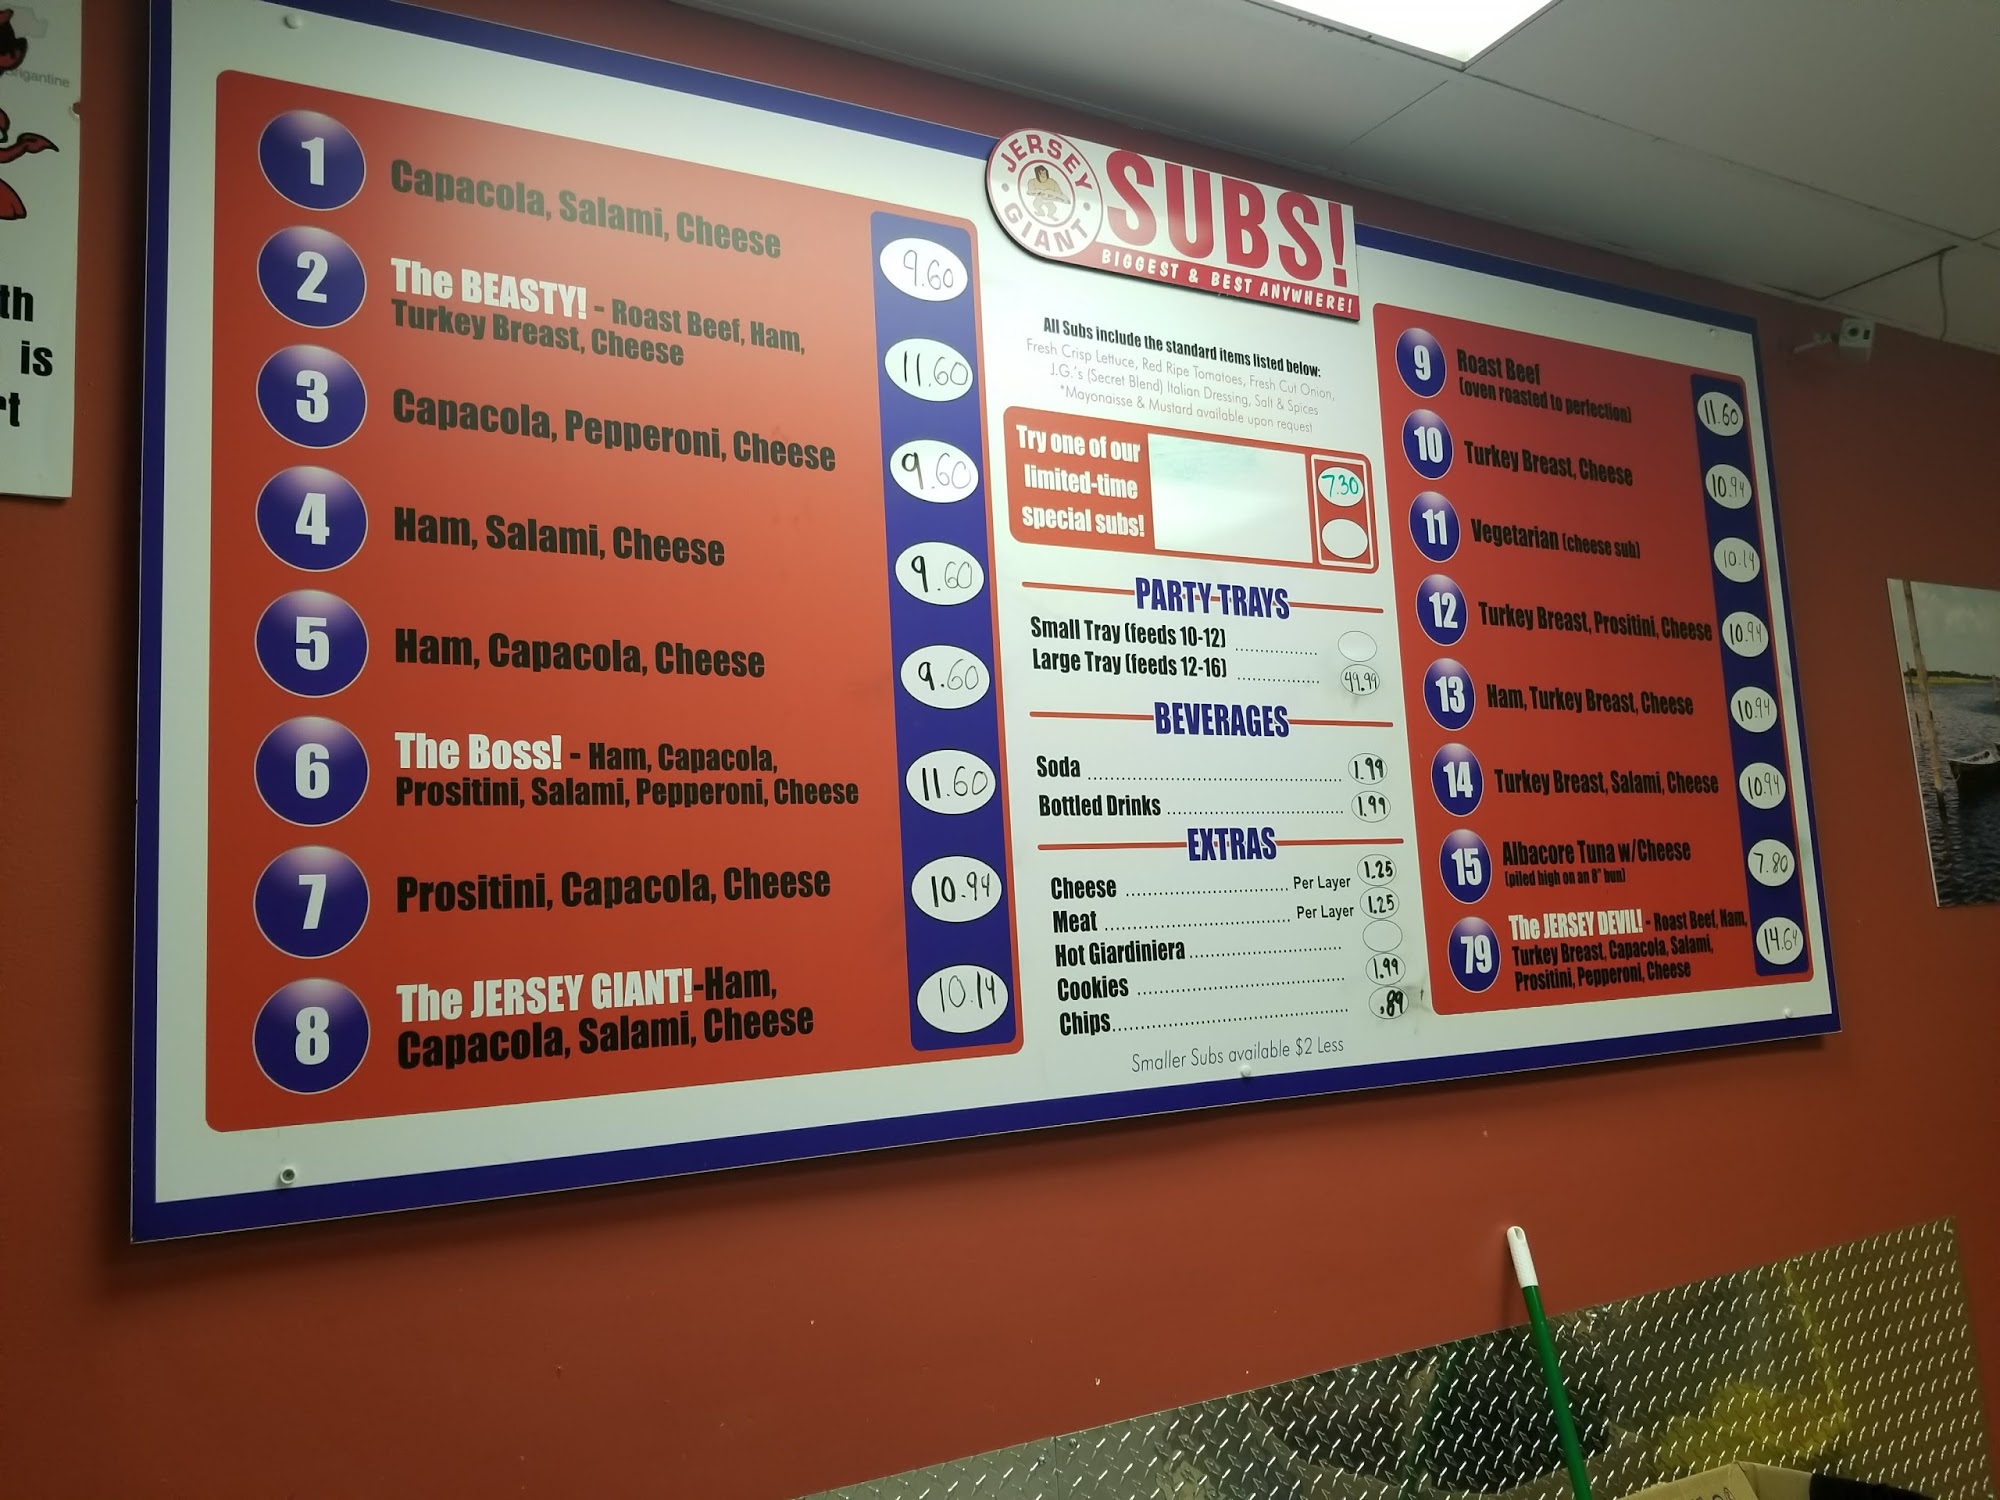 ngantine
th
is
rt
1
Capacola, Salami, Cheese
9.60
2
The BEASTY! - Roast Beef, Ham,
Turkey Breast, Cheese
11.60
3
Capacola, Pepperoni, Cheese
9.60
4
Ham, Salami, Cheese
9.60
5
Ham, Capacola, Cheese
9.60
6
The Boss! - Ham, Capacola,
Prositini, Salami, Pepperoni, Cheese
11.60
7
Prositini, Capacola, Cheese
10.94
8
The JERSEY GIANT!-Ham,
Capacola, Salami, Cheese
10.14
JERSEY GIANT
SUBS!
BIGGEST & BEST ANYWHERE!
All Subs include the standard items listed below:
Fresh Crisp Lettuce, Red Ripe Tomatoes, Fresh Cut Onion,
J.G.'s (Secret Blend) Italian Dressing, Salt & Spices
*Mayonaisse & Mustard available upon request
Try one of our
limited-time
special subs!
7.30
PARTY TRAYS
Small Tray (feeds 10-12)
Large Tray (feeds 12-16) 49.99
BEVERAGES
Soda 1.99
Bottled Drinks 1.99
EXTRAS
Cheese Per Layer 1.25
Meat Per Layer 1.25
Hot Giardiniera
Cookies 1.99
Chips .89
Smaller Subs available $2 Less
9
Roast Beef
(oven roasted to perfection)
11.60
10
Turkey Breast, Cheese
10.94
11
Vegetarian (cheese sub)
10.14
12
Turkey Breast, Prositini, Cheese
10.94
13
Ham, Turkey Breast, Cheese
10.94
14
Turkey Breast, Salami, Cheese
10.94
15
Albacore Tuna w/Cheese
(piled high on an 8" bun)
7.80
79
The JERSEY DEVIL! - Roast Beef, Ham,
Turkey Breast, Capacola, Salami,
Prositini, Pepperoni, Cheese
14.64